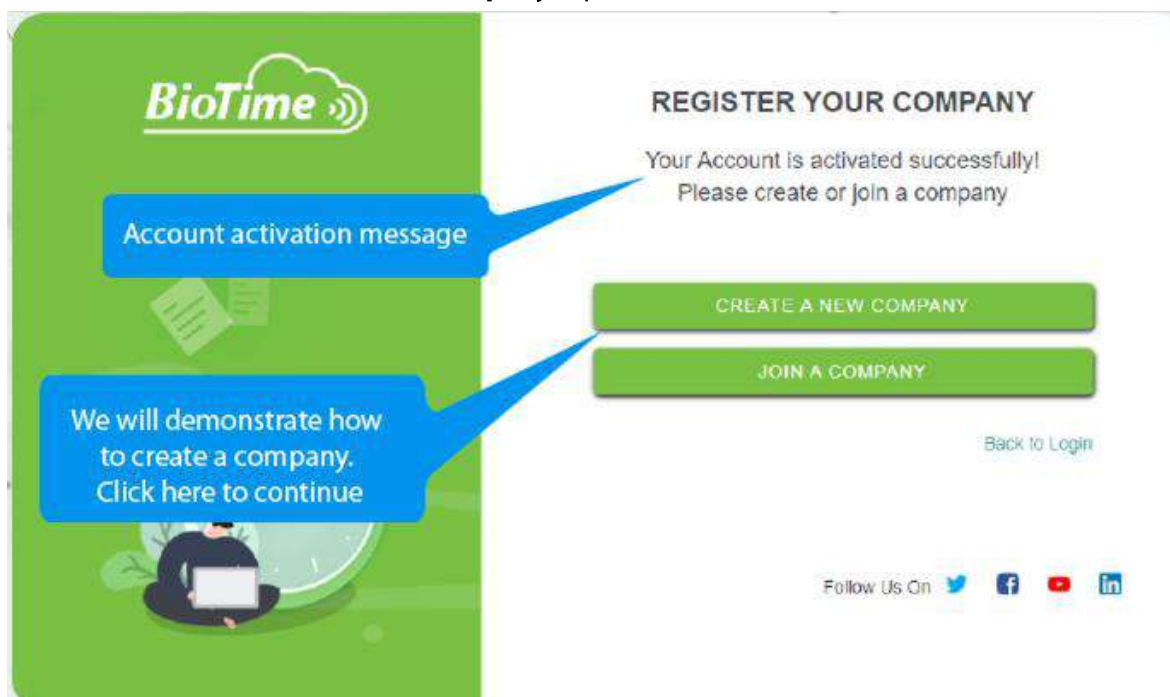 BioTime
REGISTER YOUR COMPANY
Your Account is activated successfully!
Please create or join a company
Account activation message
CREATE A NEW COMPANY
JOIN A COMPANY
We will demonstrate how
to create a company.
Click here to continue
Back to Login
Follow Us On